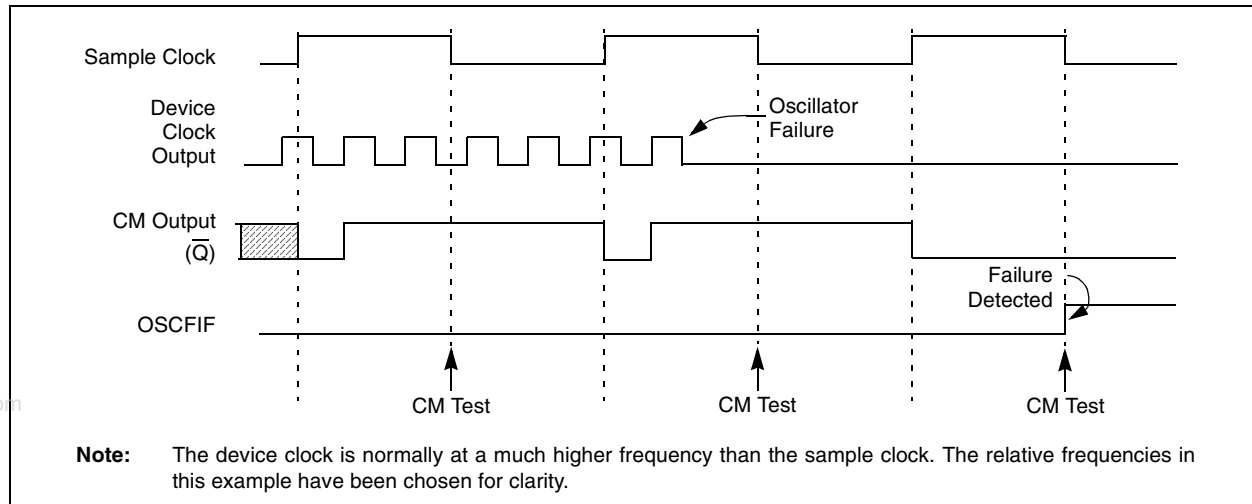 Sample Clock
Device
Clock
Output
Oscillator
Failure
CM Output
(Q̅)
Failure
Detected
OSCFIF
CM Test
CM Test
CM Test
om
Note: The device clock is normally at a much higher frequency than the sample clock. The relative frequencies in
this example have been chosen for clarity.